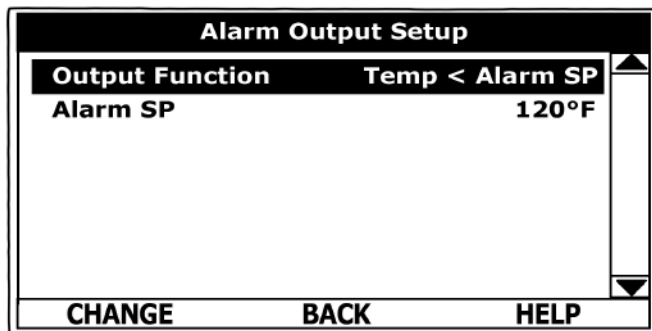 Alarm Output Setup
Output Function Temp < Alarm SP
Alarm SP 120°F
CHANGE BACK HELP